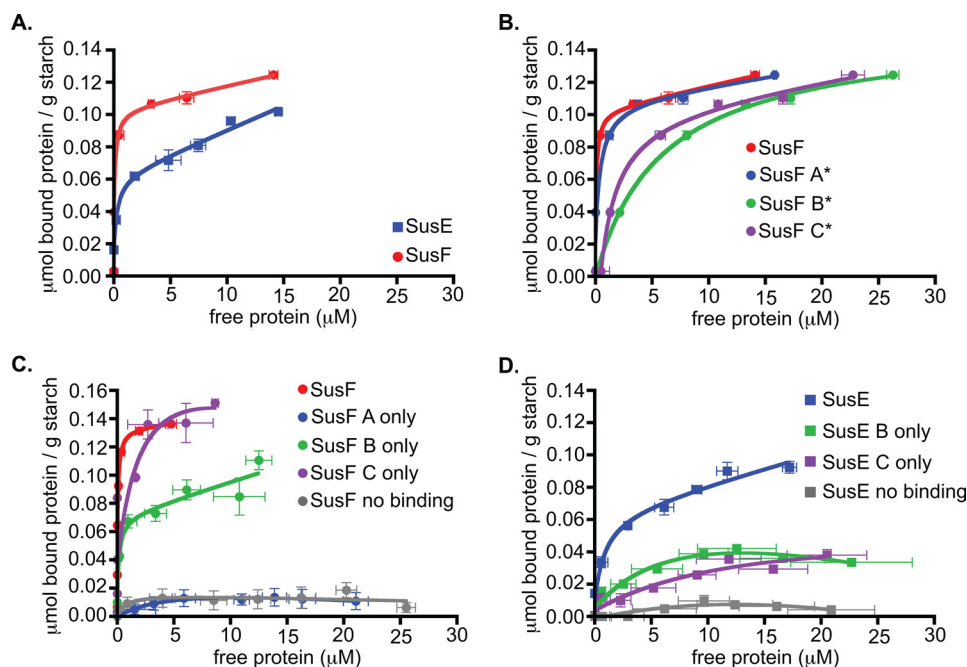 A.
μmol bound protein / g starch
0.14
0.12
0.10
0.08
0.06
0.04
0.02
0.00
0 5 10 15 20 25 30
free protein (μM)
SusE
SusF
B.
μmol bound protein / g starch
0.14
0.12
0.10
0.08
0.06
0.04
0.02
0.00
0 5 10 15 20 25 30
free protein (μM)
SusF
SusF A*
SusF B*
SusF C*
C.
μmol bound protein / g starch
0.16
0.14
0.12
0.10
0.08
0.06
0.04
0.02
0.00
0 5 10 15 20 25 30
free protein (μM)
SusF
SusF A only
SusF B only
SusF C only
SusF no binding
D.
μmol bound protein / g starch
0.14
0.12
0.10
0.08
0.06
0.04
0.02
0.00
0 5 10 15 20 25 30
free protein (μM)
SusE
SusE B only
SusE C only
SusE no binding